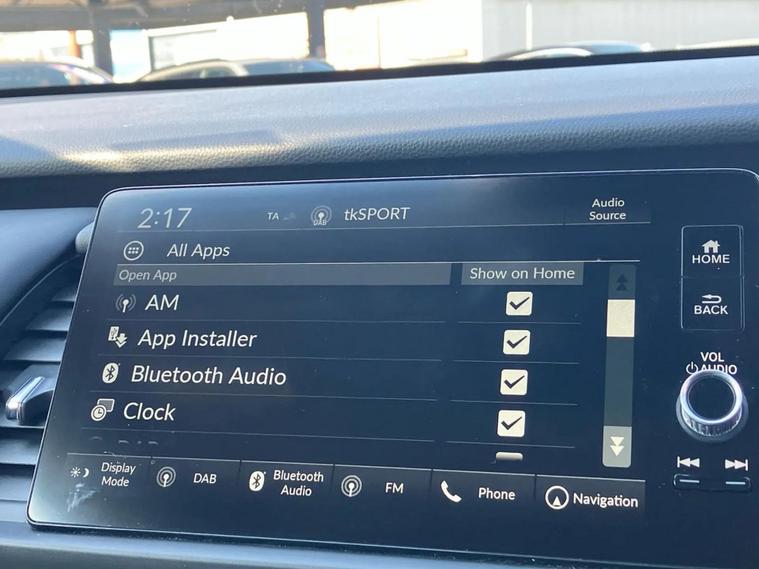 2:17 TA DAB tkSPORT Audio Source
All Apps
Open App Show on Home
AM
App Installer
Bluetooth Audio
Clock
Display Mode DAB Bluetooth Audio FM Phone Navigation
HOME
BACK
VOL
AUDIO